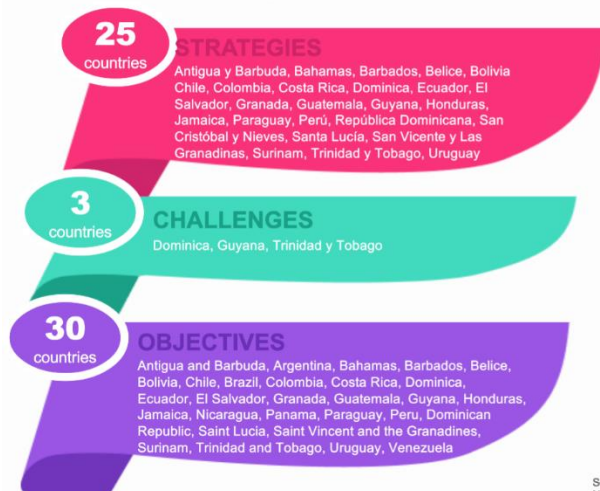 25
countries
STRATEGIES
Antigua y Barbuda, Bahamas, Barbados, Belice, Bolivia
Chile, Colombia, Costa Rica, Dominica, Ecuador, El
Salvador, Granada, Guatemala, Guyana, Honduras,
Jamaica, Paraguay, Perú, República Dominicana, San
Cristóbal y Nieves, Santa Lucía, San Vicente y Las
Granadinas, Surinam, Trinidad y Tobago, Uruguay
3
countries
CHALLENGES
Dominica, Guyana, Trinidad y Tobago
30
countries
OBJECTIVES
Antigua and Barbuda, Argentina, Bahamas, Barbados, Belice,
Bolivia, Chile, Brazil, Colombia, Costa Rica, Dominica,
Ecuador, El Salvador, Granada, Guatemala, Guyana, Honduras,
Jamaica, Nicaragua, Panama, Paraguay, Peru, Dominican
Republic, Saint Lucia, Saint Vincent and the Granadines,
Surinam, Trinidad and Tobago, Uruguay, Venezuela
S